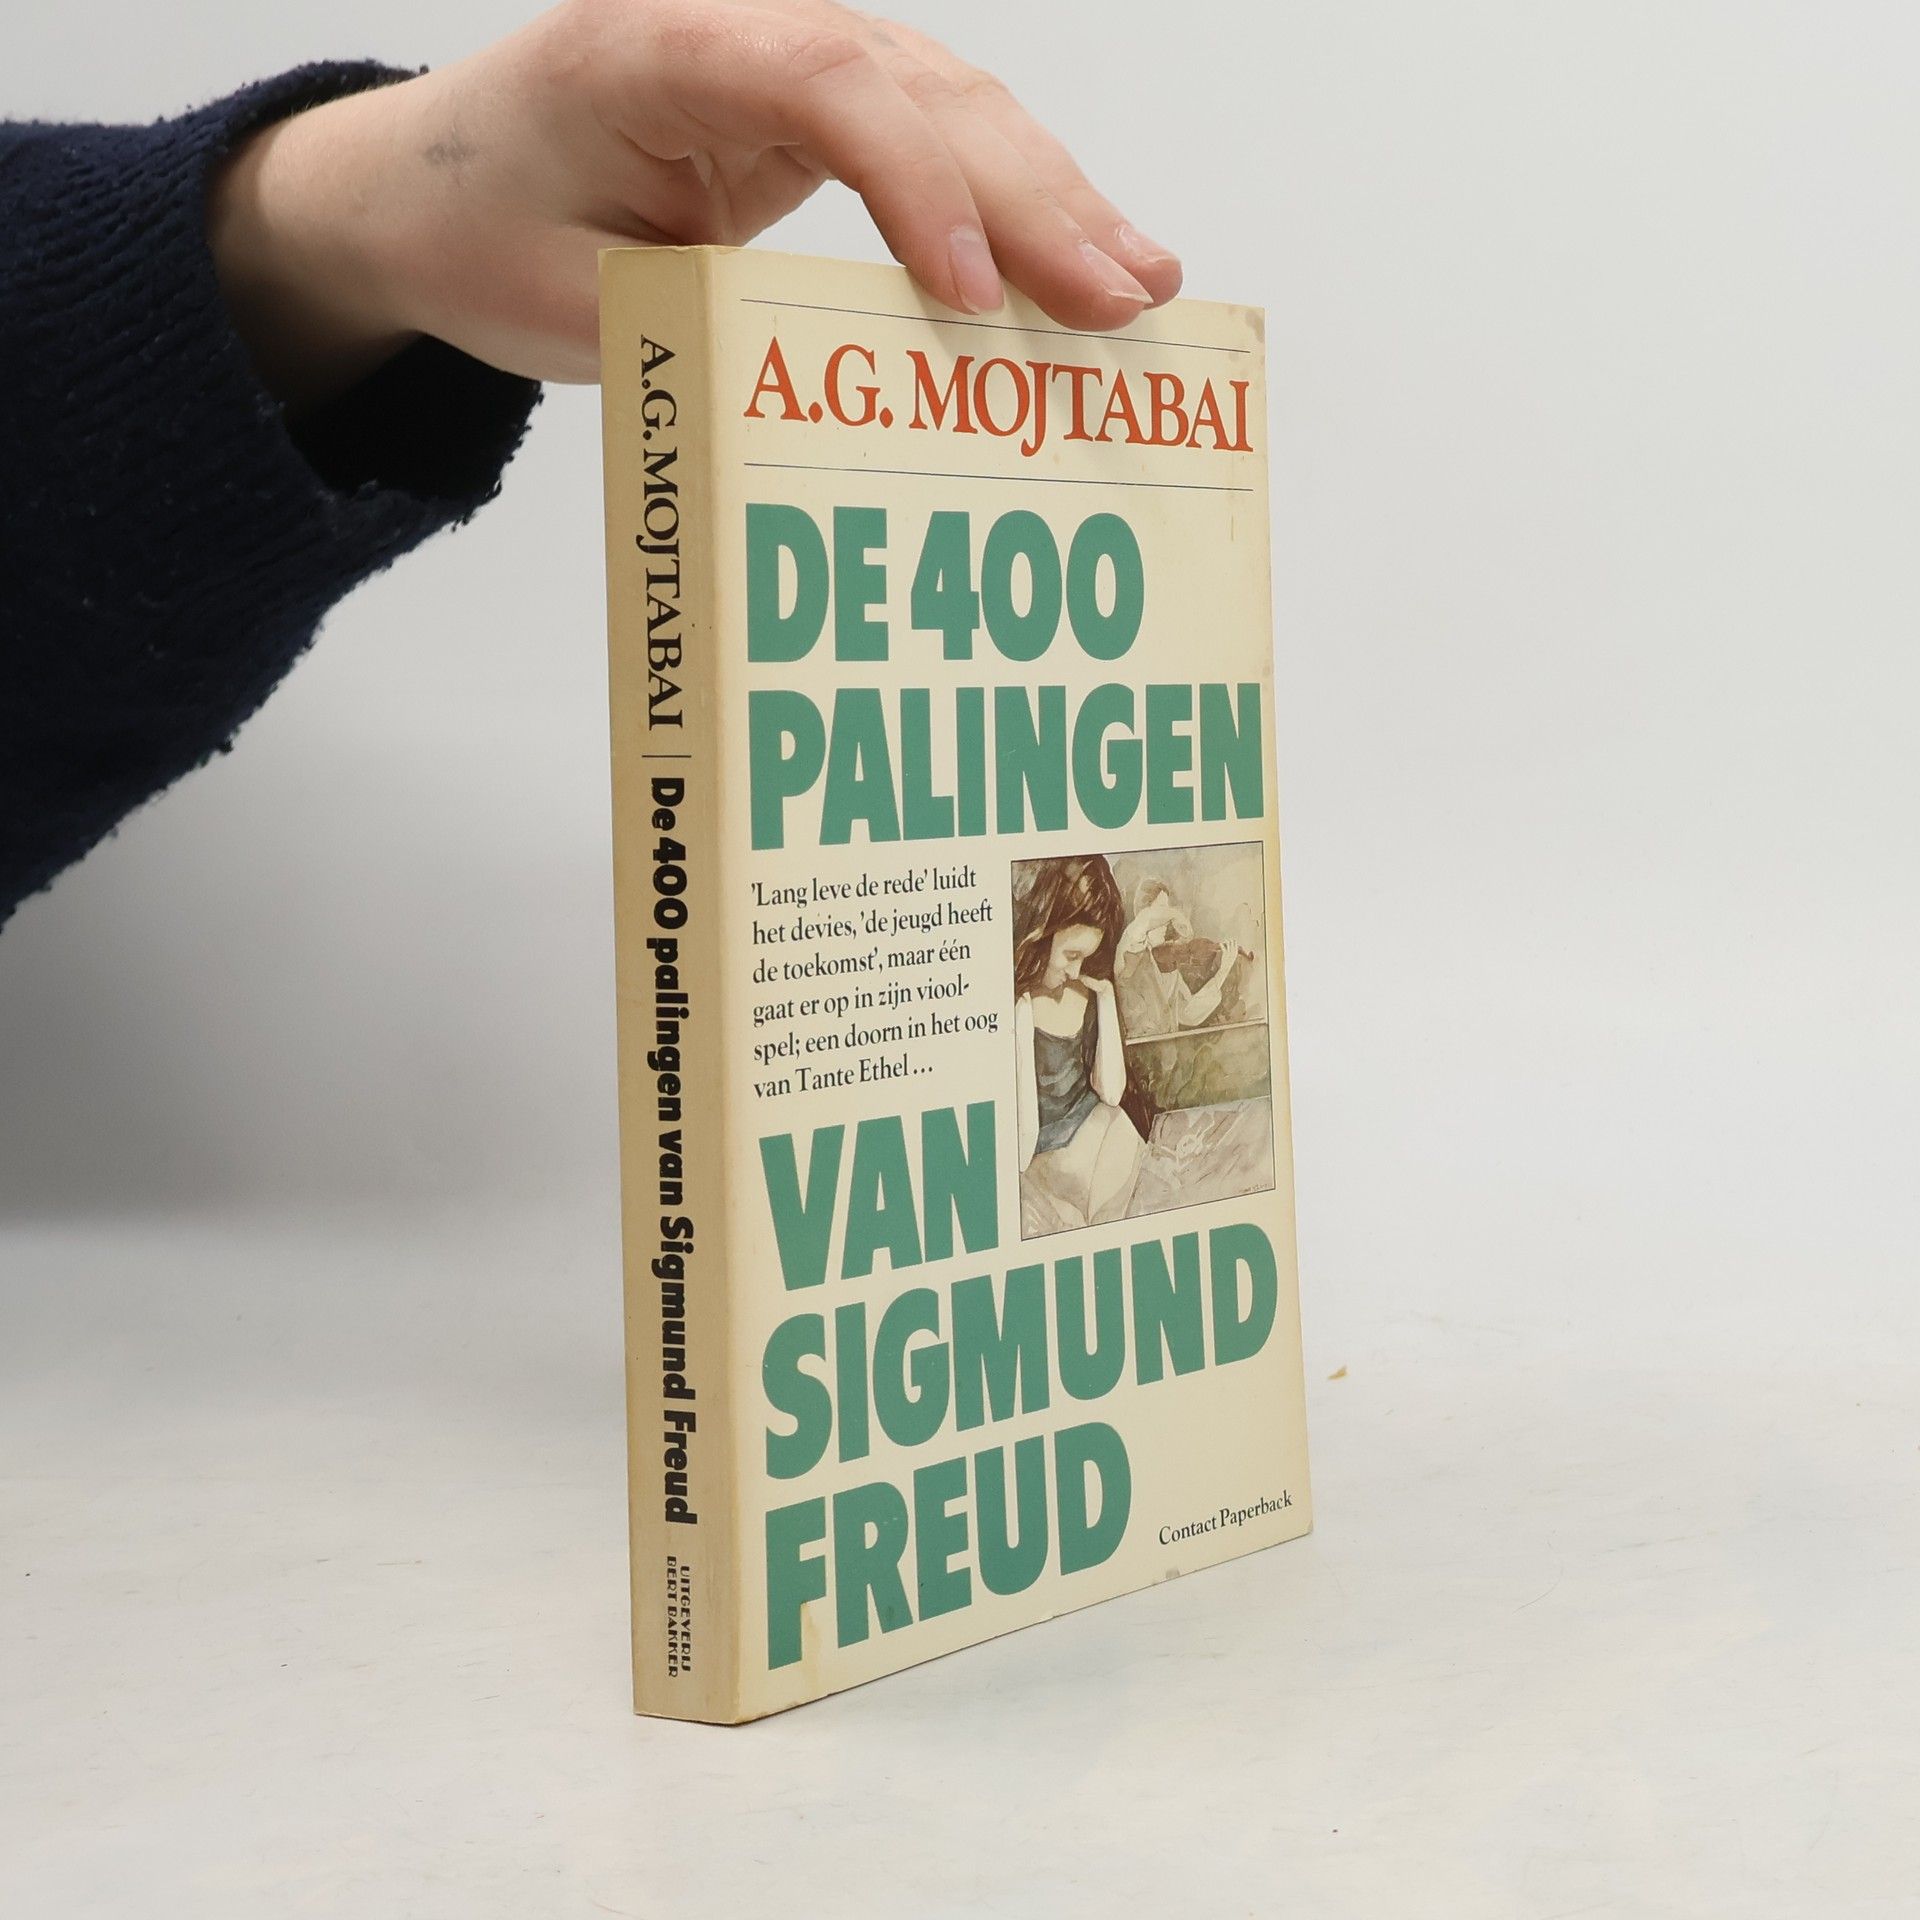 A.G. MOJTABAI | De 400 palingen van Sigmund Freud
UITGEVERIJ
BERT BAKKER
A.G. MOJTABAI
DE 400
PALINGEN
'Lang leve de rede' luidt
het devies, 'de jeugd heeft
de toekomst', maar één
gaat er op in zijn viool-
spel; een doorn in het oog
van Tante Ethel...
VAN
SIGMUND
FREUD
Contact Paperback